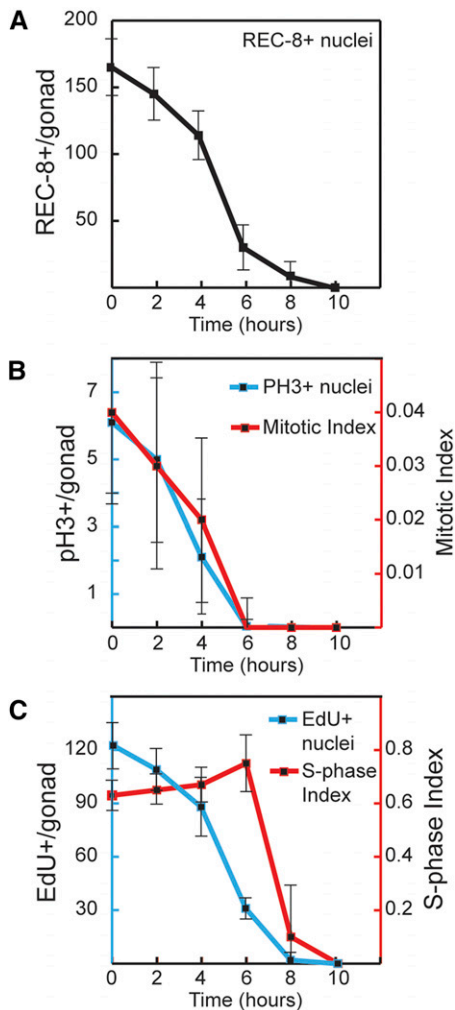 A
REC-8+/gonad
200
150
100
50
REC-8+ nuclei
0 2 4 6 8 10
Time (hours)
B
pH3+/gonad
7
5
3
1
PH3+ nuclei
Mitotic Index
0.04
0.03
0.02
0.01
Mitotic Index
0 2 4 6 8 10
Time (hours)
C
EdU+/gonad
120
90
60
30
EdU+
nuclei
S-phase
Index
0.8
0.6
0.4
0.2
S-phase Index
0 2 4 6 8 10
Time (hours)